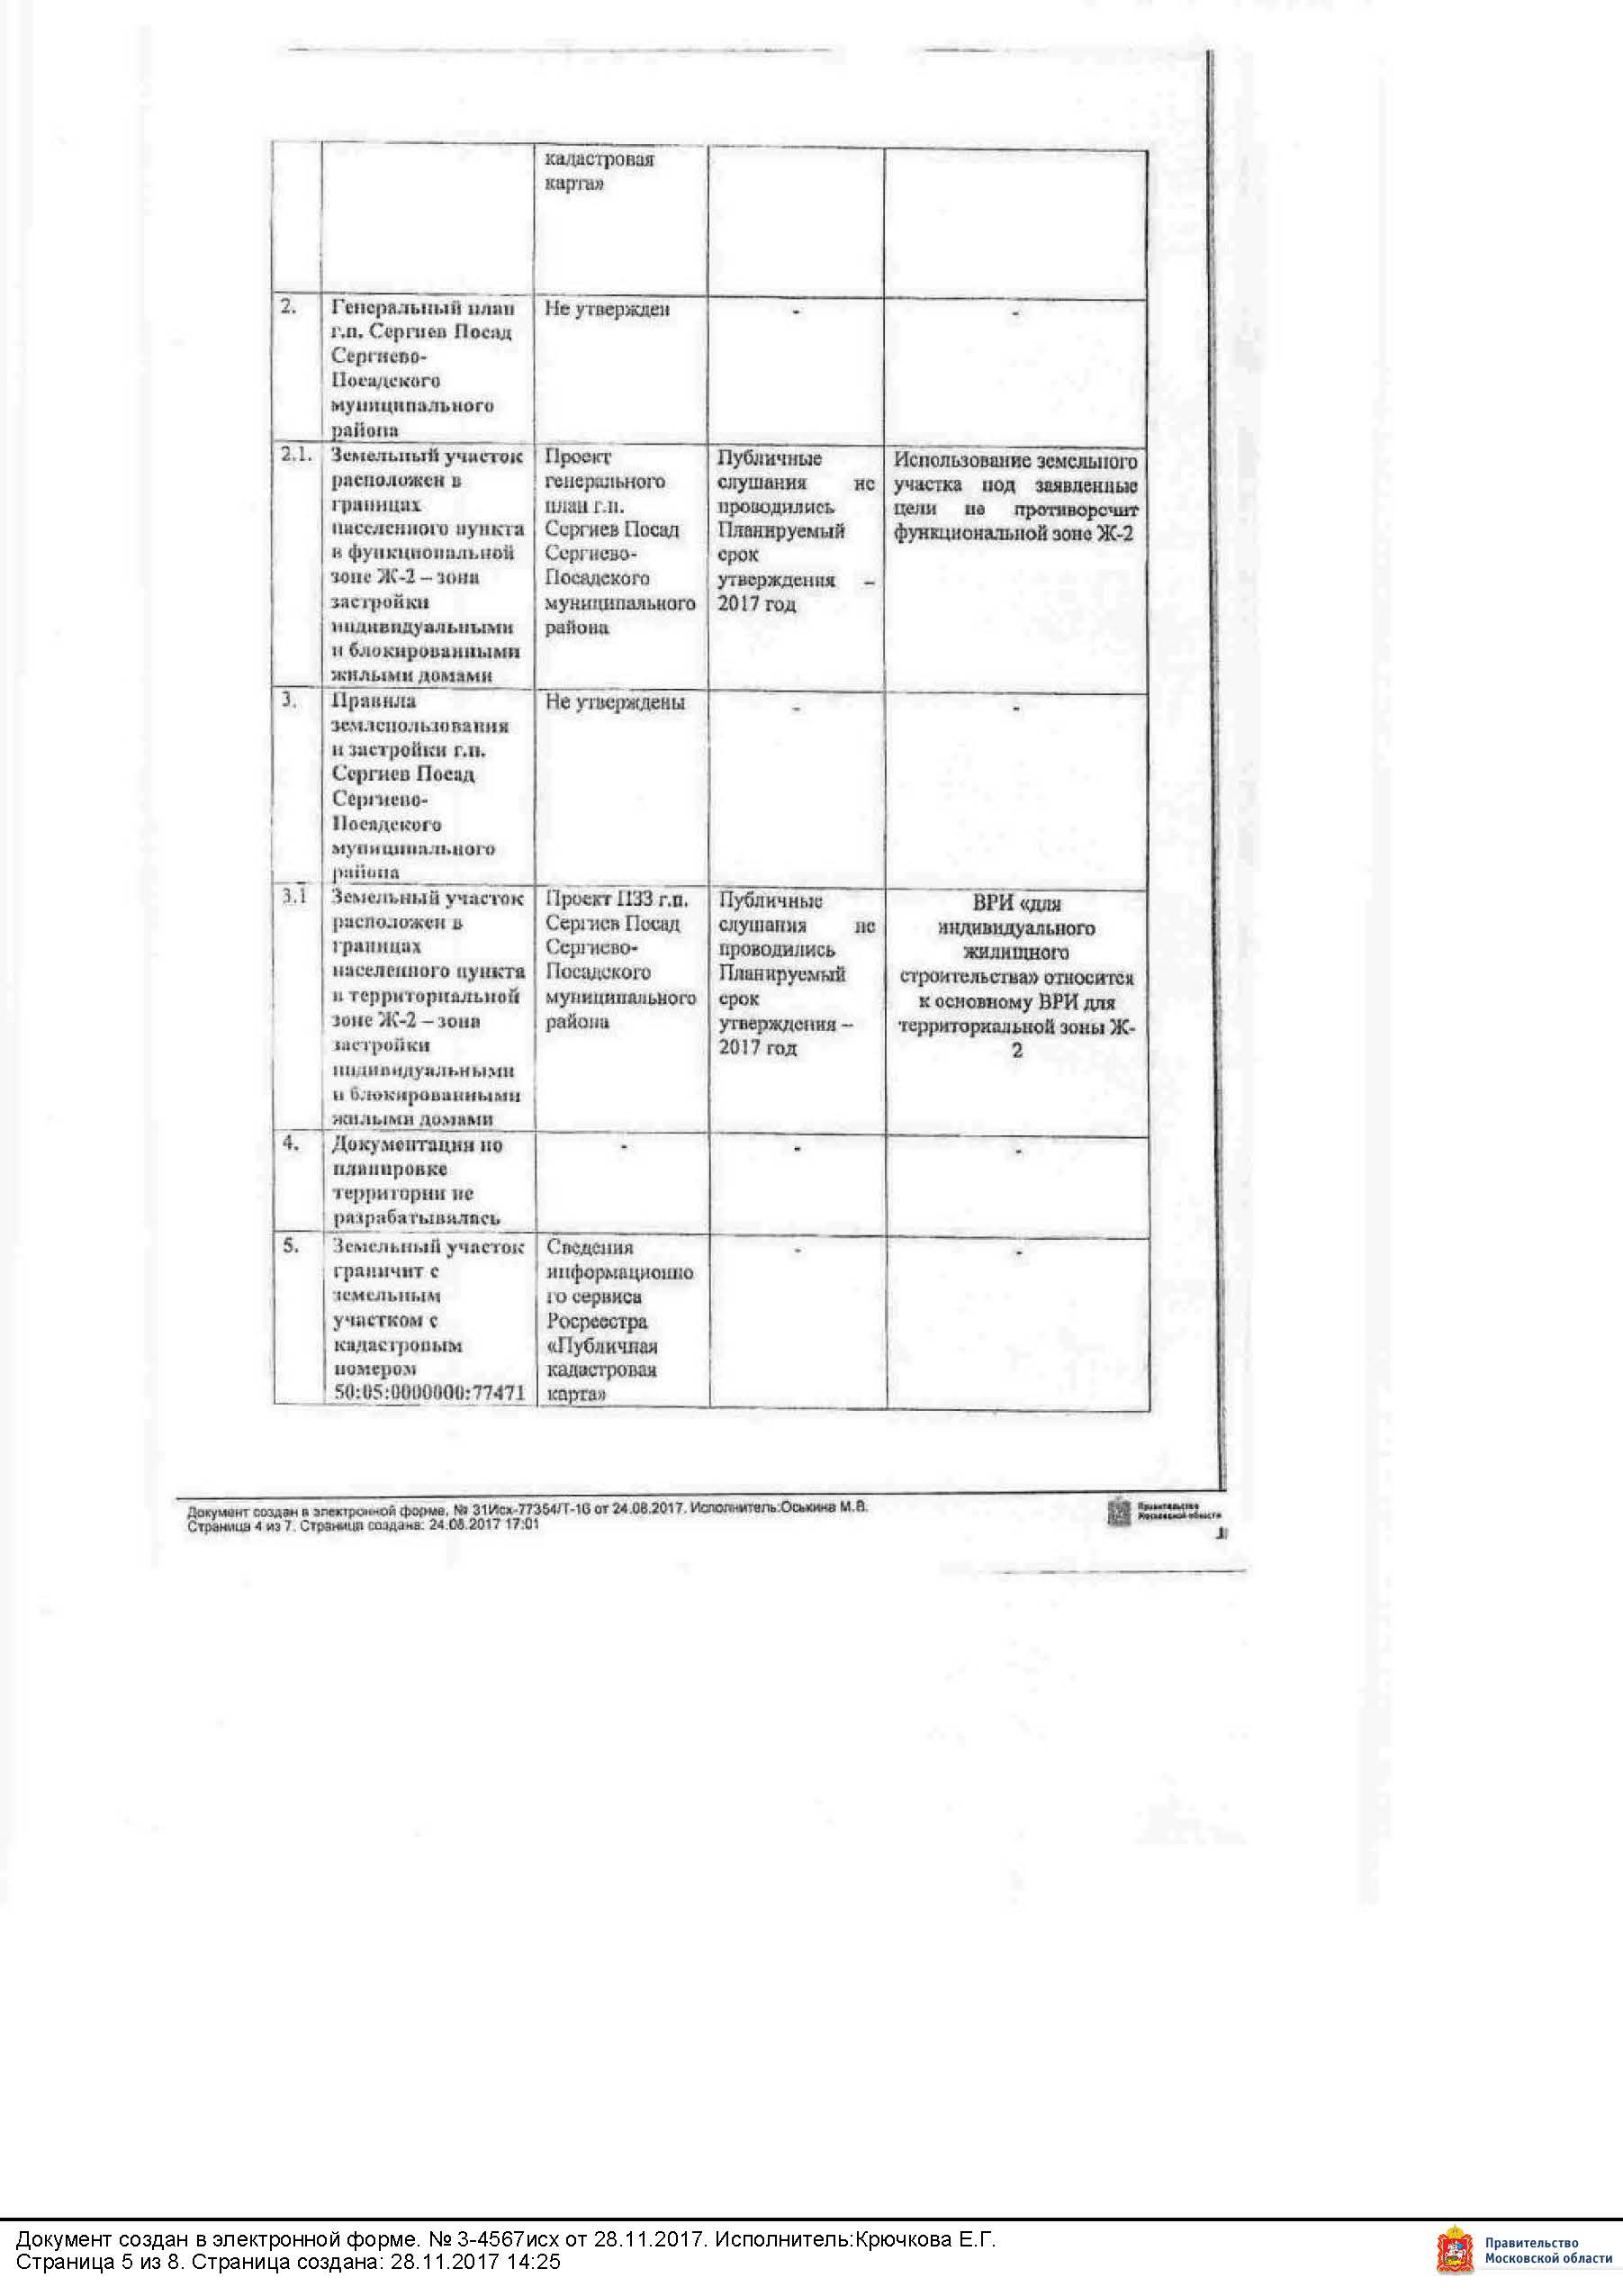 кадастровая
карта»
2.
Генеральный план
г.п. Сергиев Посад
Сергиево-
Посадского
муниципального
района
Не утвержден
-
-
2.1.
Земельный участок
расположен в
границах
населенного пункта
в функциональной
зоне Ж-2 – зона
застройки
индивидуальными
и блокированными
жилыми домами
Проект
генерального
план г.п.
Сергиев Посад
Сергиево-
Посадского
муниципального
района
Публичные
слушания не
проводились
Планируемый
срок
утверждения –
2017 год
Использование земельного
участка под заявленные
цели не противоречит
функциональной зоне Ж-2
3.
Правила
землепользования
и застройки г.п.
Сергиев Посад
Сергиево-
Посадского
муниципального
района
Не утверждены
-
-
3.1
Земельный участок
расположен в
границах
населенного пункта
в территориальной
зоне Ж-2 – зона
застройки
индивидуальными
и блокированными
жилыми домами
Проект ПЗЗ г.п.
Сергиев Посад
Сергиево-
Посадского
муниципального
района
Публичные
слушания не
проводились
Планируемый
срок
утверждения –
2017 год
ВРИ «для
индивидуального
жилищного
строительства» относится
к основному ВРИ для
территориальной зоны Ж-
2
4.
Документация по
планировке
территории не
разрабатывалась
-
-
-
5.
Земельный участок
граничит с
земельным
участком с
кадастровым
номером
50:05:0000000:77471
Сведения
информационно
го сервиса
Росреестра
«Публичная
кадастровая
карта»
-
-
Документ создан в электронной форме. № 31Исх-77354/Т-16 от 24.08.2017. Исполнитель:Оськина М.В.
Страница 4 из 7. Страница создана: 24.08.2017 17:01
Правительство
Московской области
Документ создан в электронной форме. № 3-4567исх от 28.11.2017. Исполнитель:Крючкова Е.Г.
Страница 5 из 8. Страница создана: 28.11.2017 14:25
Правительство
Московской области